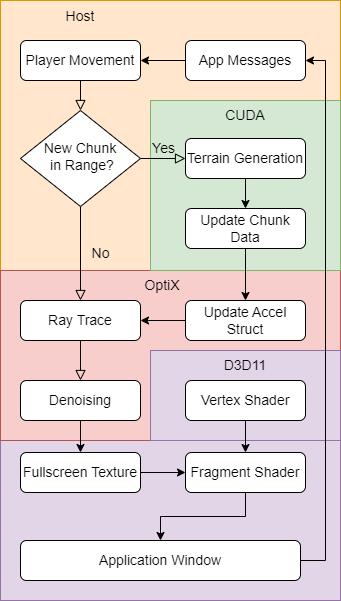 Host
Player Movement
App Messages
CUDA
New Chunk
in Range?
Yes
Terrain Generation
Update Chunk
Data
No
OptiX
Ray Trace
Update Accel
Struct
D3D11
Denoising
Vertex Shader
Fullscreen Texture
Fragment Shader
Application Window